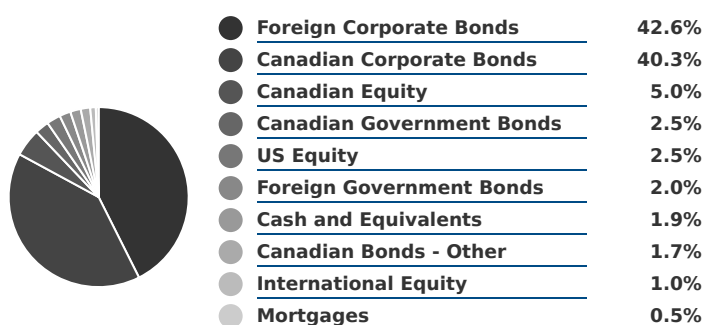 Foreign Corporate Bonds 42.6%
Canadian Corporate Bonds 40.3%
Canadian Equity 5.0%
Canadian Government Bonds 2.5%
US Equity 2.5%
Foreign Government Bonds 2.0%
Cash and Equivalents 1.9%
Canadian Bonds - Other 1.7%
International Equity 1.0%
Mortgages 0.5%